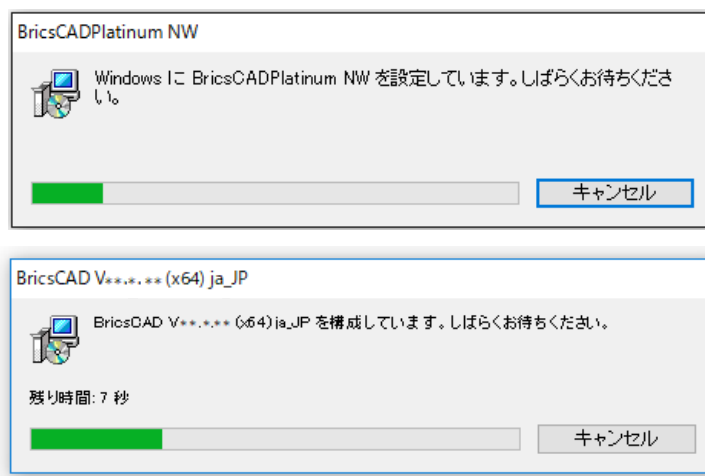 BricsCADPlatinum NW
Windows に BricsCADPlatinum NW を設定しています。しばらくお待ちくださ
い。
キャンセル
BricsCAD V**.*.** (x64) ja_JP
BricsCAD V**.*.** (x64) ja_JP を構成しています。しばらくお待ちください。
残り時間: 7 秒
キャンセル